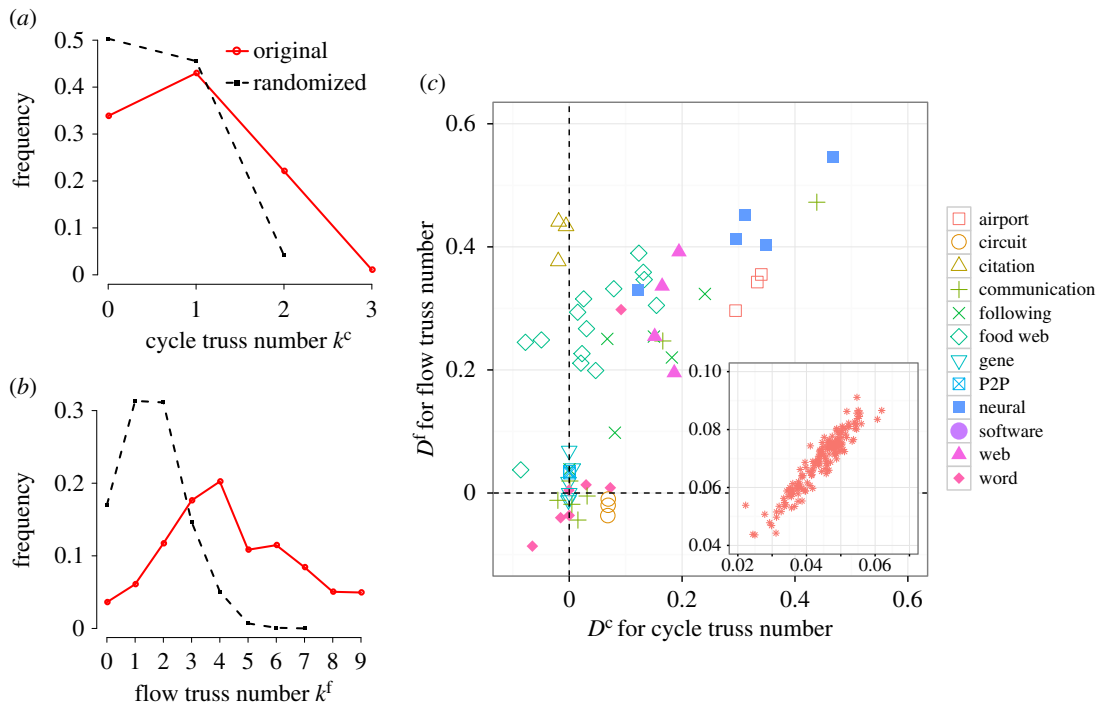 (a)
0.5
0.4
0.3
0.2
0.1
0
frequency
original
randomized
0 1 2 3
cycle truss number kᶜ
(b)
0.3
0.2
0.1
0
frequency
0 1 2 3 4 5 6 7 8 9
flow truss number kᶠ
(c)
0.6
0.4
0.2
0
Dᶠ for flow truss number
0 0.2 0.4 0.6
Dᶜ for cycle truss number
0.10
0.08
0.06
0.04
0.02 0.04 0.06
airport
circuit
citation
communication
following
food web
gene
P2P
neural
software
web
word